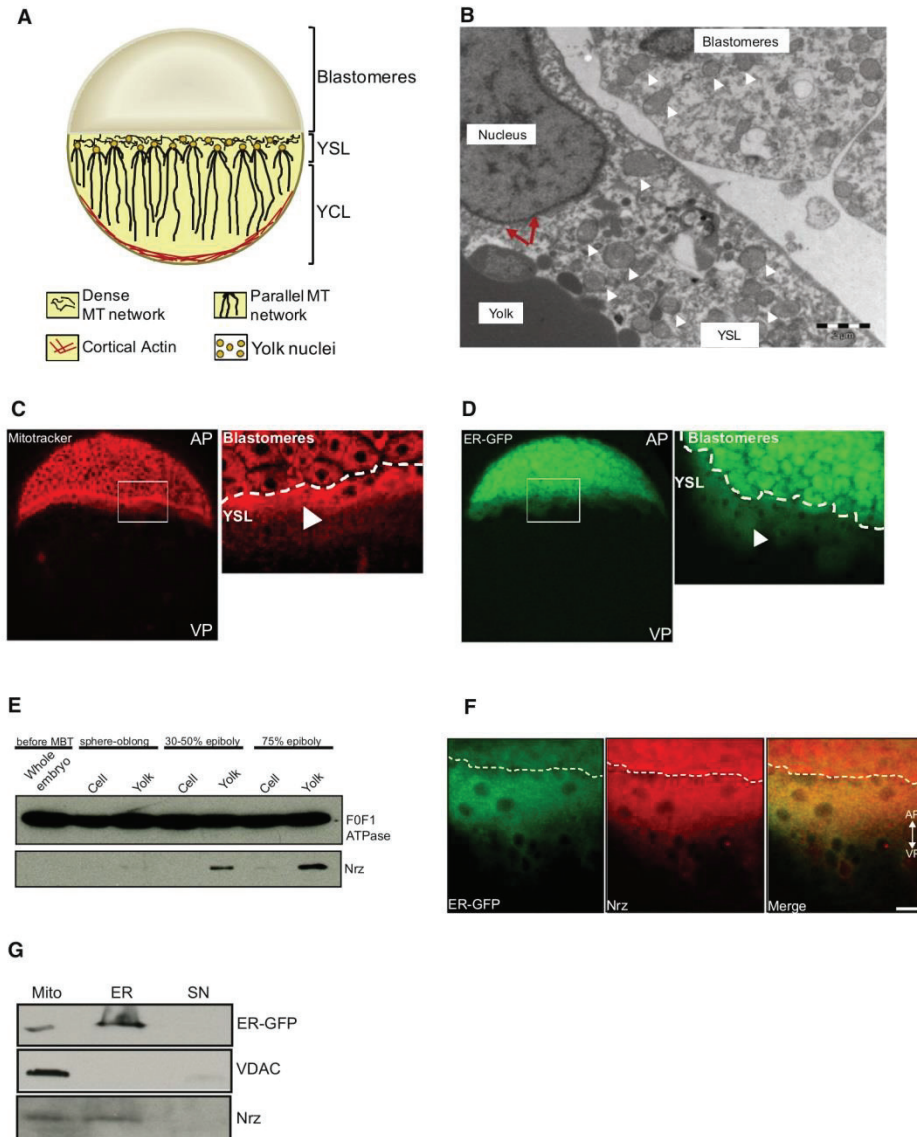 A
Blastomeres
YSL
YCL
Dense
MT network
Parallel MT
network
Cortical Actin
Yolk nuclei
B
Blastomeres
Nucleus
Yolk
YSL
C
Mitotracker
AP
VP
Blastomeres
YSL
D
ER-GFP
AP
VP
Blastomeres
YSL
E
before MBT
sphere-oblong
30-50% epiboly
75% epiboly
Whole
embryo
Cell
Yolk
Cell
Yolk
Cell
Yolk
F0F1
ATPase
Nrz
F
ER-GFP
Nrz
Merge
AP
VP
G
Mito ER SN
ER-GFP
VDAC
Nrz